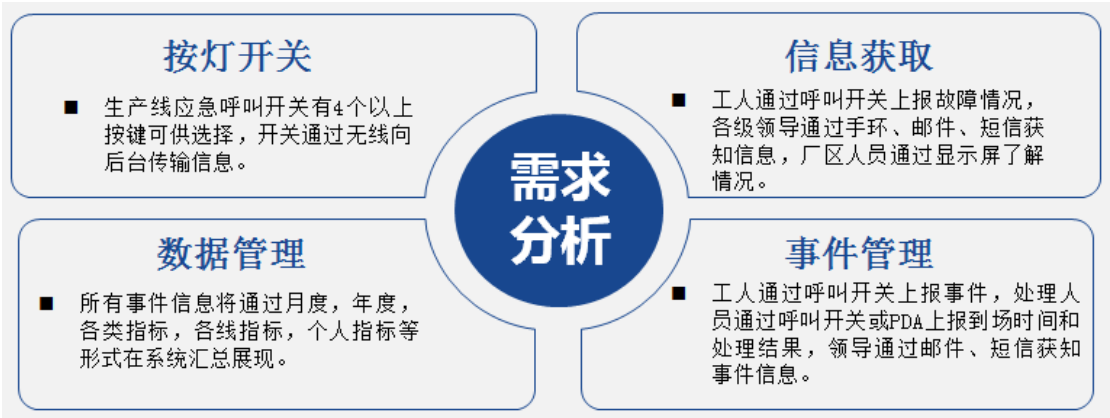 按灯开关
■ 生产线应急呼叫开关有4个以上
按键可供选择，开关通过无线向
后台传输信息。
信息获取
■ 工人通过呼叫开关上报故障情况，
各级领导通过手环、邮件、短信获
知信息，厂区人员通过显示屏了解
情况。
需求
分析
数据管理
■ 所有事件信息将通过月度，年度，
各类指标，各线指标，个人指标等
形式在系统汇总展现。
事件管理
■ 工人通过呼叫开关上报事件，处理人
员通过呼叫开关或PDA上报到场时间和
处理结果，领导通过邮件、短信获知
事件信息。